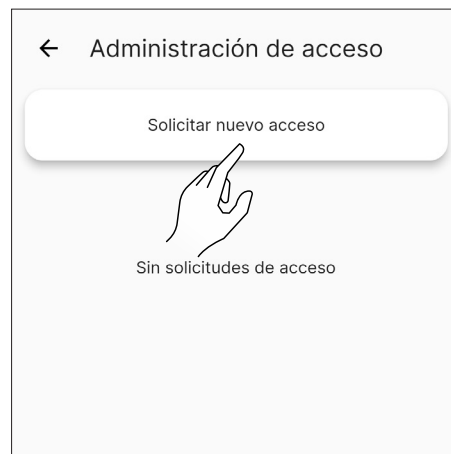 Administración de acceso
Solicitar nuevo acceso
Sin solicitudes de acceso